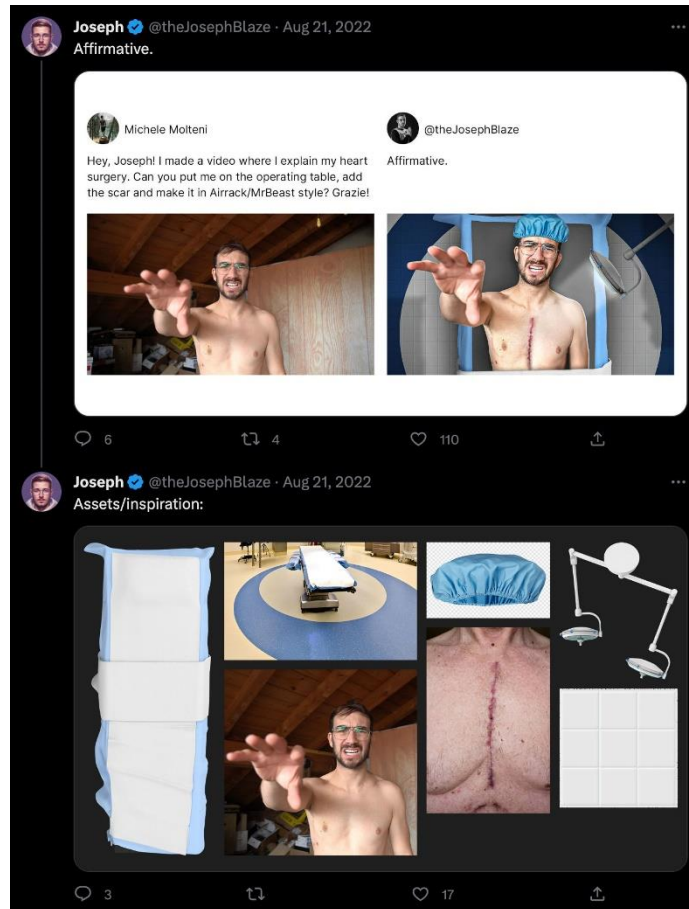 Joseph @theJosephBlaze · Aug 21, 2022
Affirmative.
Michele Molteni
Hey, Joseph! I made a video where I explain my heart
surgery. Can you put me on the operating table, add
the scar and make it in Airrack/MrBeast style? Grazie!
@theJosephBlaze
Affirmative.
6 4 110
Joseph @theJosephBlaze · Aug 21, 2022
Assets/inspiration:
3 17